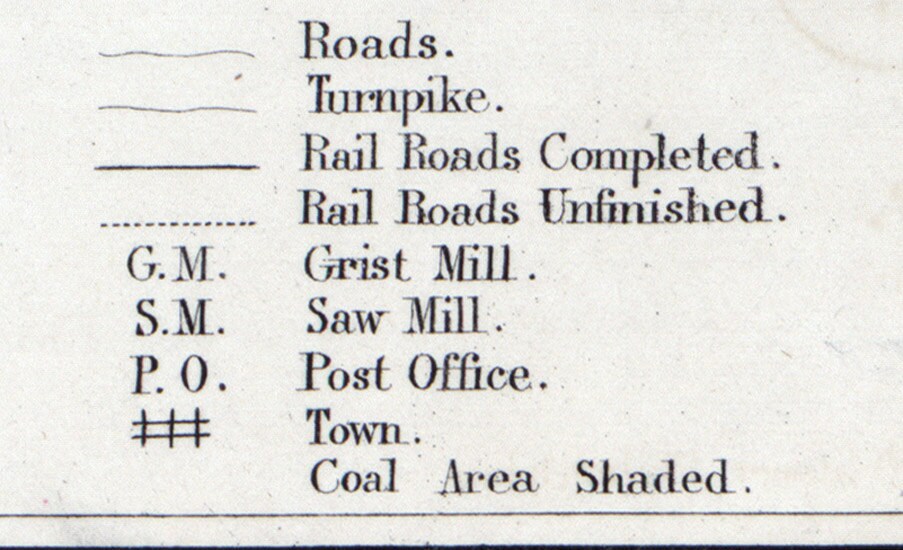 Roads.
Turnpike.
Rail Roads Completed.
Rail Roads Unfinished.
G.M. Grist Mill.
S.M. Saw Mill.
P.O. Post Office.
Town.
Coal Area Shaded.